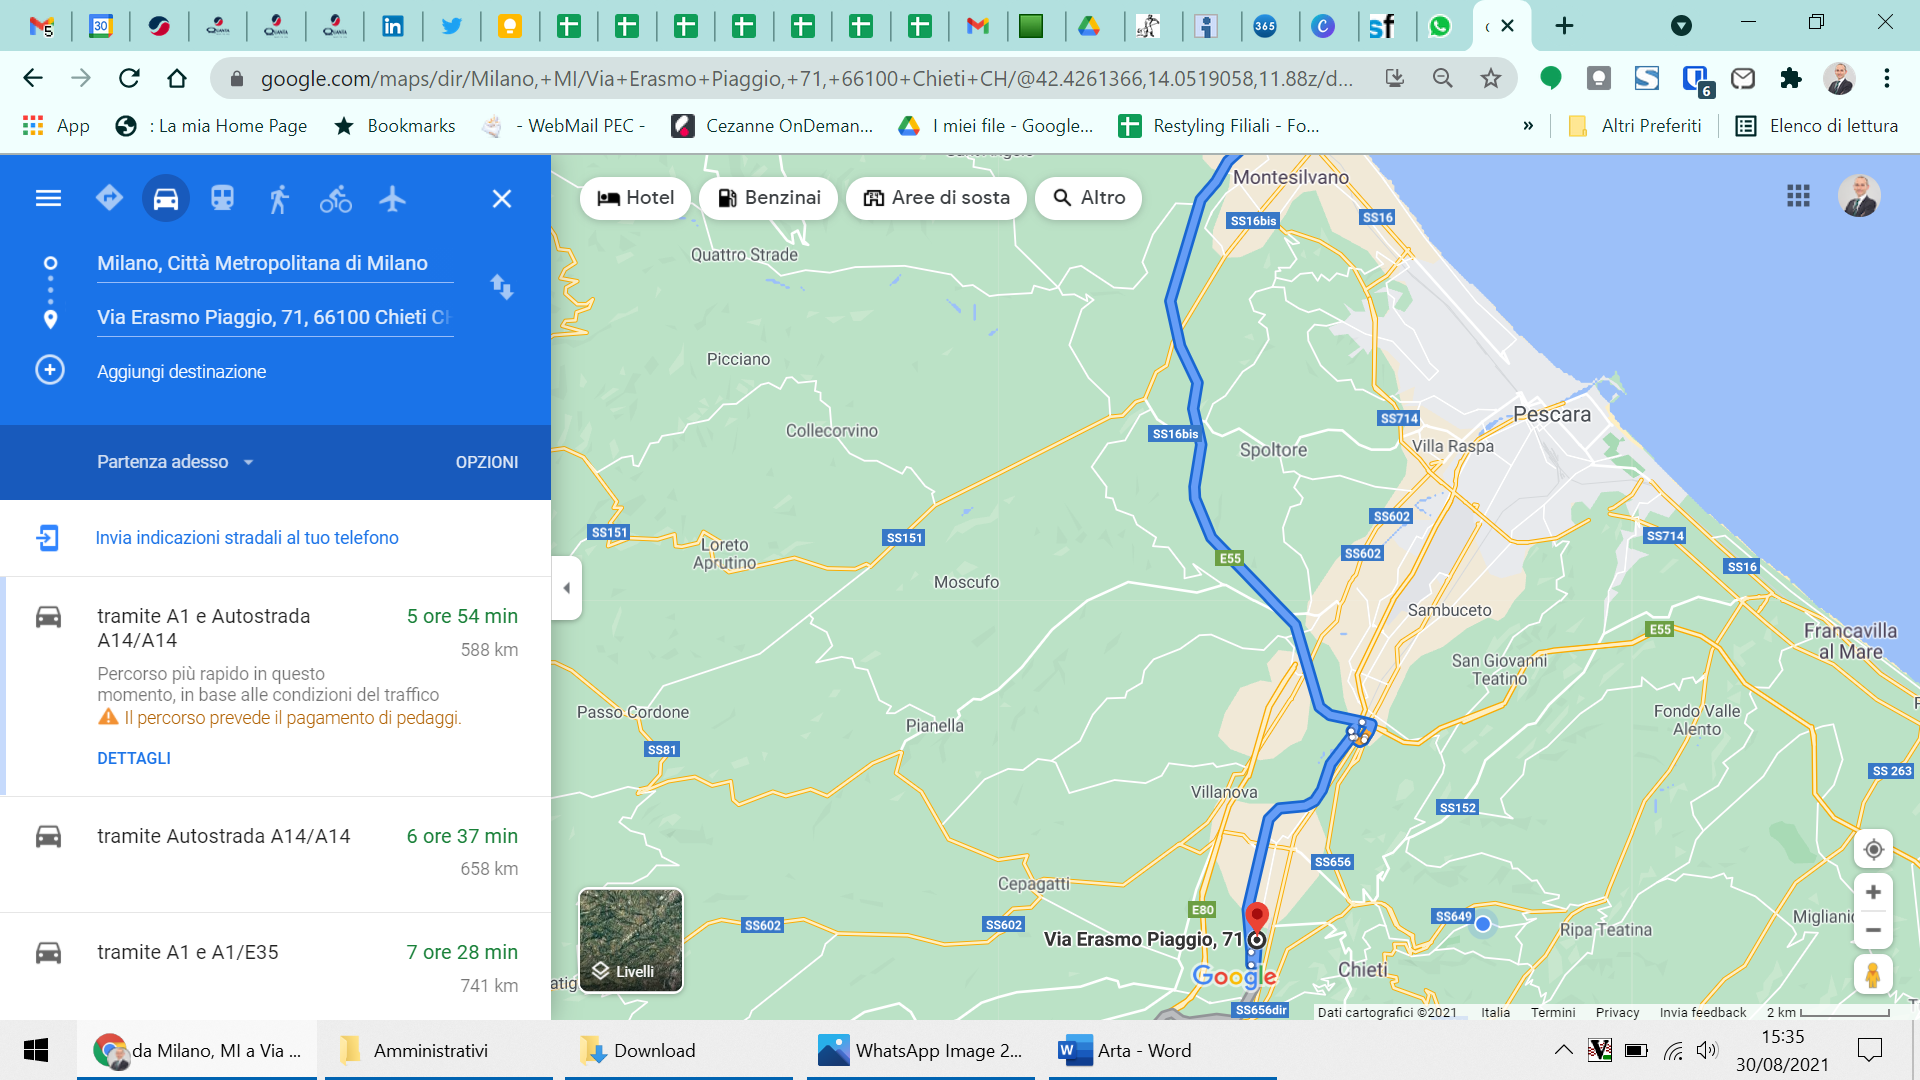 5
30
365
google.com/maps/dir/Milano,+MI/Via+Erasmo+Piaggio,+71,+66100+Chieti+CH/@42.4261366,14.0519058,11.88z/d...
6
App
: La mia Home Page
Bookmarks
- WebMail PEC -
Cezanne OnDeman...
I miei file - Google...
Restyling Filiali - Fo...
»
Altri Preferiti
Elenco di lettura
Milano, Città Metropolitana di Milano
Via Erasmo Piaggio, 71, 66100 Chieti CH
Aggiungi destinazione
Partenza adesso
OPZIONI
Invia indicazioni stradali al tuo telefono
tramite A1 e Autostrada
A14/A14
5 ore 54 min
588 km
Percorso più rapido in questo
momento, in base alle condizioni del traffico
Il percorso prevede il pagamento di pedaggi.
DETTAGLI
tramite Autostrada A14/A14
6 ore 37 min
658 km
tramite A1 e A1/E35
7 ore 28 min
741 km
Hotel
Benzinai
Aree di sosta
Altro
Montesilvano
SS16bis
SS16
Quattro Strade
Picciano
Collecorvino
SS16bis
Spoltore
SS714
Villa Raspa
Pescara
SS151
Loreto
Aprutino
SS151
Moscufo
E55
SS602
SS602
SS714
SS16
Sambuceto
E55
Francavilla
al Mare
San Giovanni
Teatino
Passo Cordone
SS81
Pianella
Fondo Valle
Alento
SS 263
Villanova
SS152
SS656
Cepagatti
E80
SS602
SS602
SS649
Ripa Teatina
Miglianic
Via Erasmo Piaggio, 71
Chieti
Google
SS656dir
Livelli
Dati cartografici ©2021
Italia
Termini
Privacy
Invia feedback
2 km
da Milano, MI a Via ...
Amministrativi
Download
WhatsApp Image 2...
Arta - Word
15:35
30/08/2021